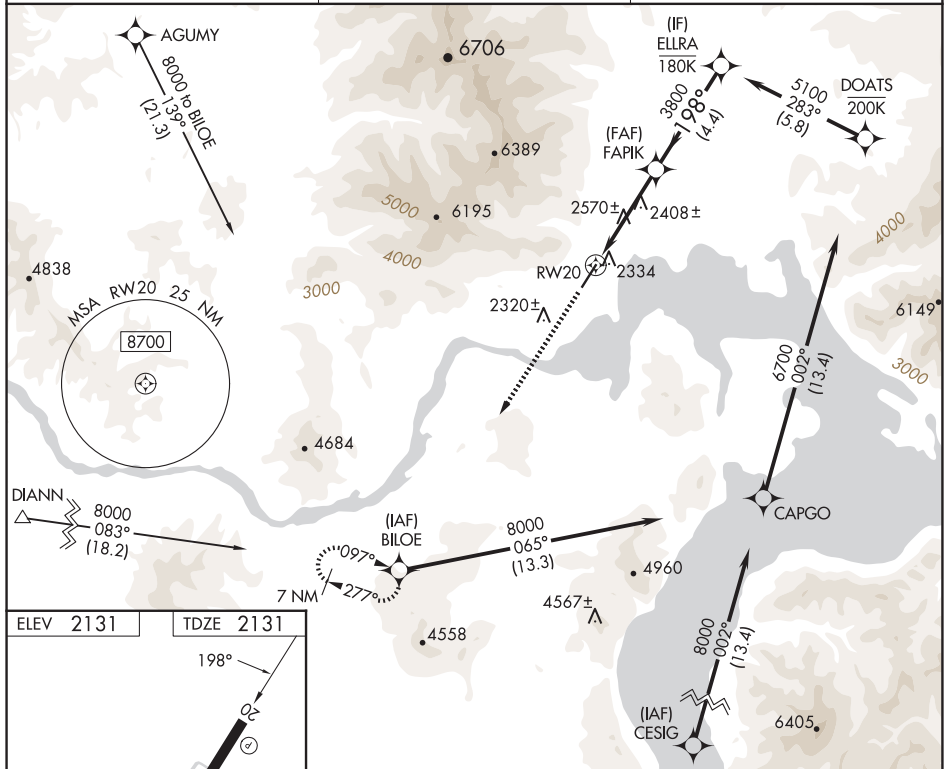 AGUMY
8000 to BILOE
139°
(21.3)
6706
(IF)
ELLRA
180K
DOATS
200K
5100
283°
(5.8)
3800
198°
(4.4)
(FAF)
FAPIK
6389
5000
6195
2570±
2408±
4000
4000
4838
RW20
2334
3000
2320±
6149
MSA RW20 25 NM
8700
6700
002°
(13.4)
3000
4684
DIANN
8000
083°
(18.2)
(IAF)
BILOE
8000
065°
(13.3)
CAPGO
097°
277°
7 NM
4960
4567±
4558
8000
002°
(13.4)
(IAF)
CESIG
6405
ELEV 2131
TDZE 2131
198°
20
P